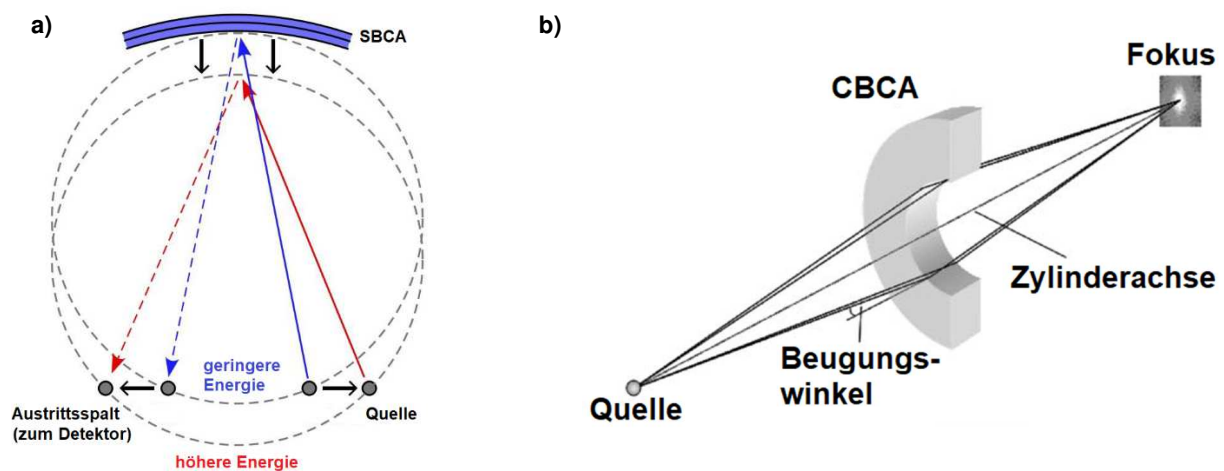 a)
SBCA
geringere
Energie
Austrittsspalt
(zum Detektor)
Quelle
höhere Energie
b)
Fokus
CBCA
Zylinderachse
Beugungs-
winkel
Quelle